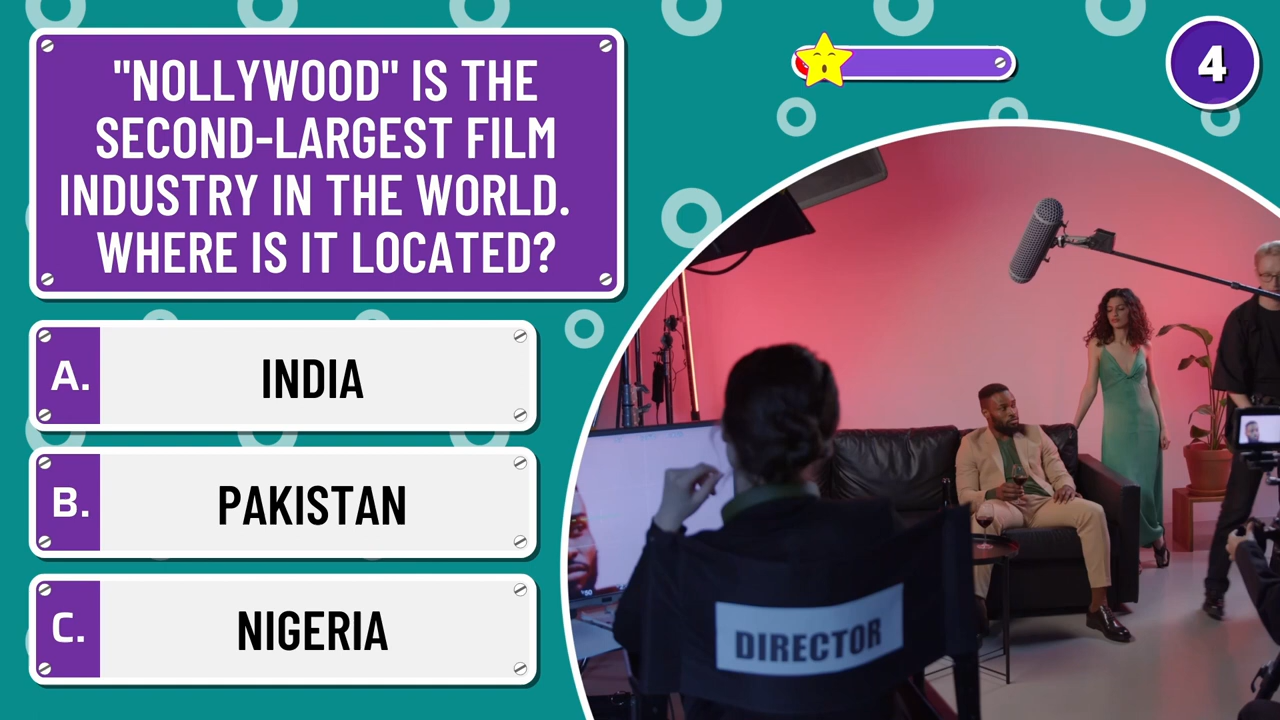 "NOLLYWOOD" IS THE
SECOND-LARGEST FILM
INDUSTRY IN THE WORLD.
WHERE IS IT LOCATED?
4
A. INDIA
B. PAKISTAN
C. NIGERIA
DIRECTOR